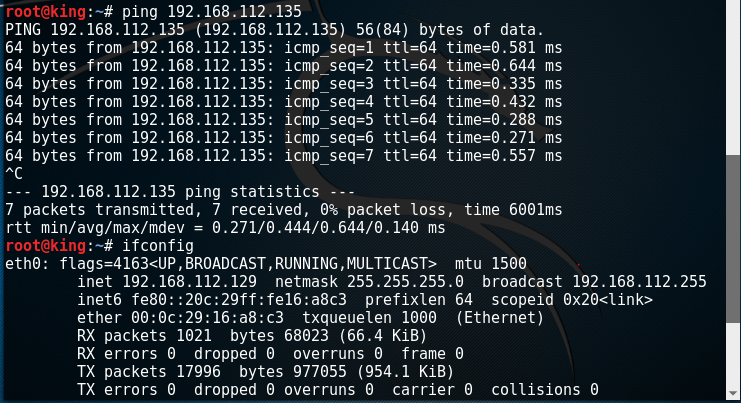 root@king:~# ping 192.168.112.135
PING 192.168.112.135 (192.168.112.135) 56(84) bytes of data.
64 bytes from 192.168.112.135: icmp_seq=1 ttl=64 time=0.581 ms
64 bytes from 192.168.112.135: icmp_seq=2 ttl=64 time=0.644 ms
64 bytes from 192.168.112.135: icmp_seq=3 ttl=64 time=0.335 ms
64 bytes from 192.168.112.135: icmp_seq=4 ttl=64 time=0.432 ms
64 bytes from 192.168.112.135: icmp_seq=5 ttl=64 time=0.288 ms
64 bytes from 192.168.112.135: icmp_seq=6 ttl=64 time=0.271 ms
64 bytes from 192.168.112.135: icmp_seq=7 ttl=64 time=0.557 ms
^C
--- 192.168.112.135 ping statistics ---
7 packets transmitted, 7 received, 0% packet loss, time 6001ms
rtt min/avg/max/mdev = 0.271/0.444/0.644/0.140 ms
root@king:~# ifconfig
eth0: flags=4163<UP,BROADCAST,RUNNING,MULTICAST>  mtu 1500
        inet 192.168.112.129  netmask 255.255.255.0  broadcast 192.168.112.255
        inet6 fe80::20c:29ff:fe16:a8c3  prefixlen 64  scopeid 0x20<link>
        ether 00:0c:29:16:a8:c3  txqueuelen 1000  (Ethernet)
        RX packets 1021  bytes 68023 (66.4 KiB)
        RX errors 0  dropped 0  overruns 0  frame 0
        TX packets 17996  bytes 977055 (954.1 KiB)
        TX errors 0  dropped 0 overruns 0  carrier 0  collisions 0